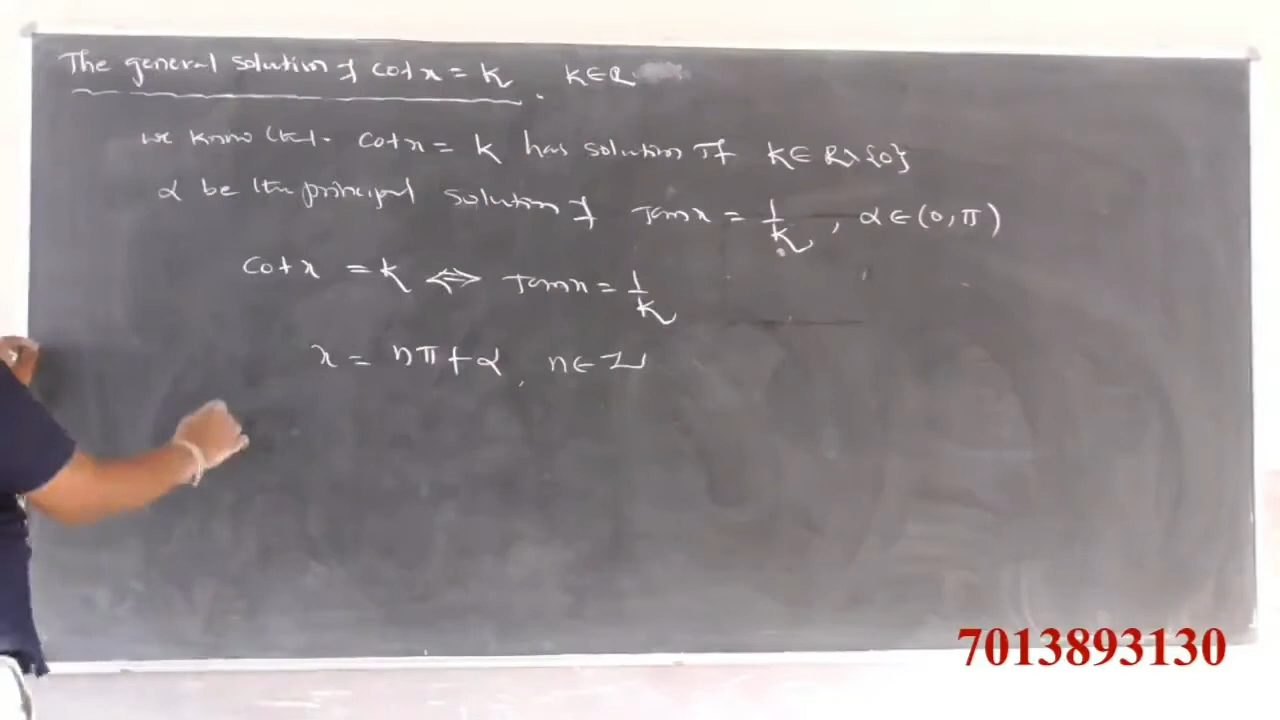 The general solution of cot x = k, k∈R
we know that cot x = k has solution If k∈R\{0}
α be the principal solution of Tan x = 1/k, α∈(0,π)
cot x = k ⇔ Tan x = 1/k
x = nπ+α, n∈Z
7013893130